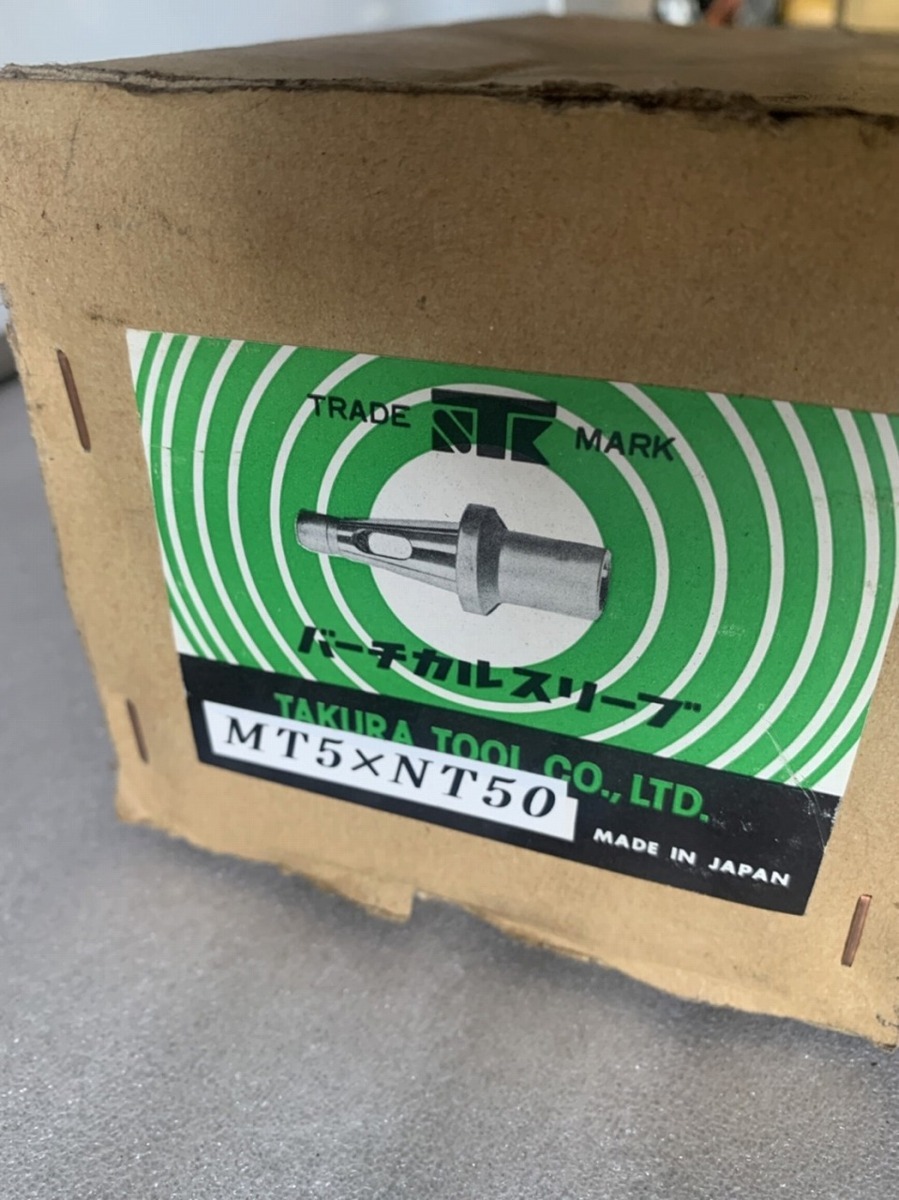 TRADE STK MARK
バーチカルスリーブ
TAKURA TOOL CO., LTD.
MT5×NT50
MADE IN JAPAN